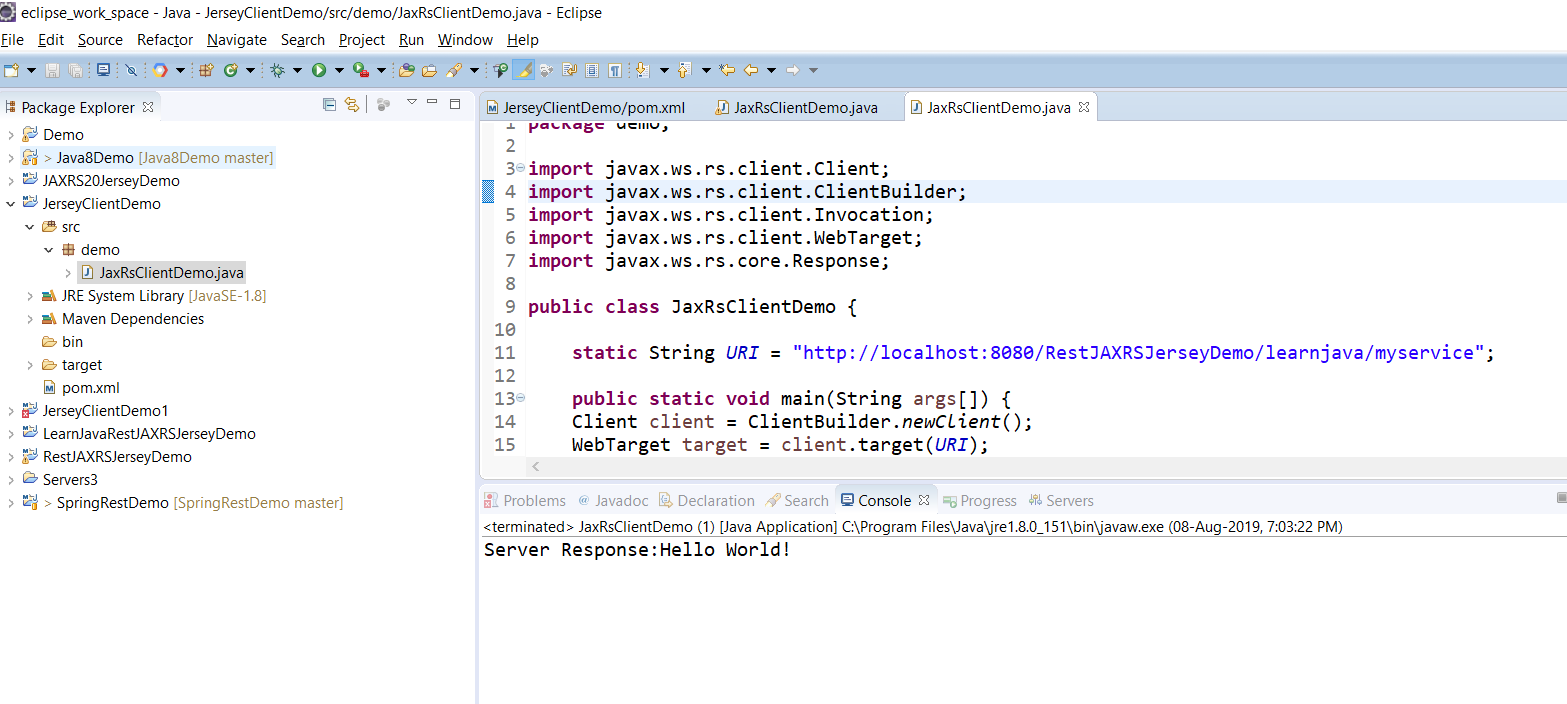 eclipse_work_space - Java - JerseyClientDemo/src/demo/JaxRsClientDemo.java - Eclipse
File Edit Source Refactor Navigate Search Project Run Window Help
Package Explorer
Demo
> Java8Demo [Java8Demo master]
JAXRS20JerseyDemo
JerseyClientDemo
src
demo
JaxRsClientDemo.java
JRE System Library [JavaSE-1.8]
Maven Dependencies
bin
target
pom.xml
JerseyClientDemo1
LearnJavaRestJAXRSJerseyDemo
RestJAXRSJerseyDemo
Servers3
> SpringRestDemo [SpringRestDemo master]
JerseyClientDemo/pom.xml JaxRsClientDemo.java JaxRsClientDemo.java
1 package demo;
2
3 import javax.ws.rs.client.Client;
4 import javax.ws.rs.client.ClientBuilder;
5 import javax.ws.rs.client.Invocation;
6 import javax.ws.rs.client.WebTarget;
7 import javax.ws.rs.core.Response;
8
9 public class JaxRsClientDemo {
10
11 static String URI = "http://localhost:8080/RestJAXRSJerseyDemo/learnjava/myservice";
12
13 public static void main(String args[]) {
14 Client client = ClientBuilder.newClient();
15 WebTarget target = client.target(URI);
Problems @ Javadoc Declaration Search Console Progress Servers
<terminated> JaxRsClientDemo (1) [Java Application] C:\Program Files\Java\jre1.8.0_151\bin\javaw.exe (08-Aug-2019, 7:03:22 PM)
Server Response:Hello World!